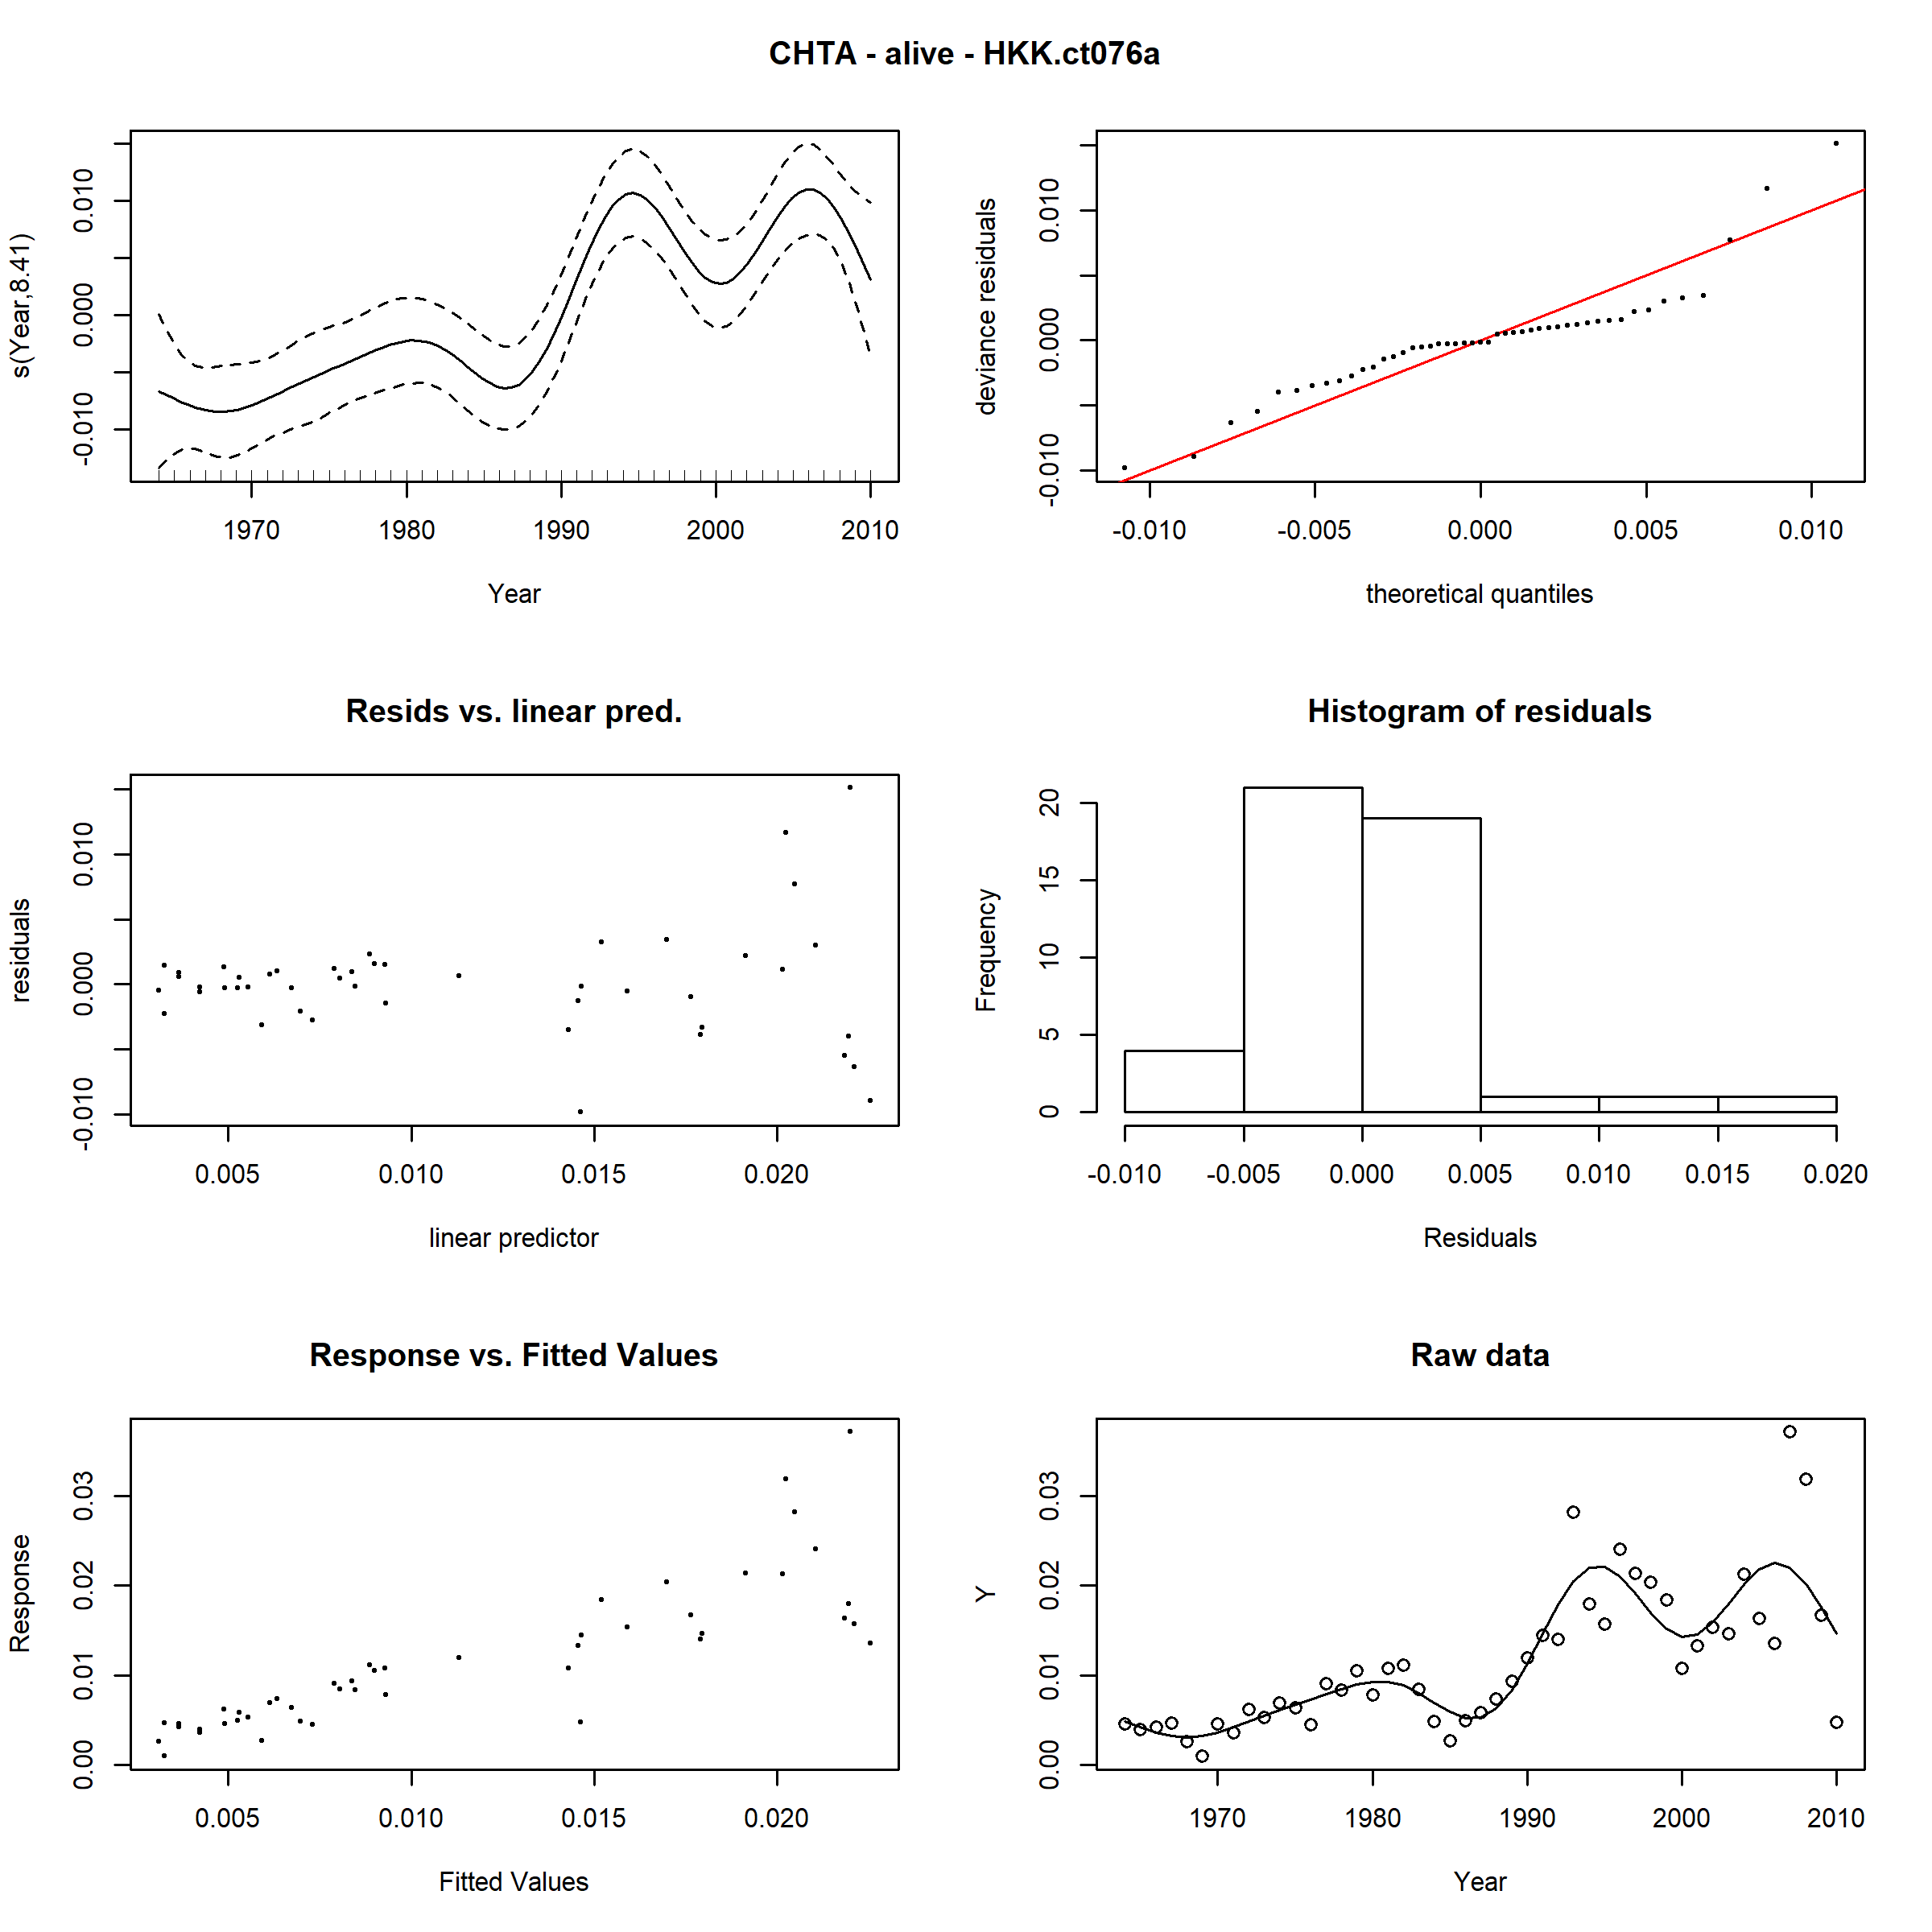 CHTA - alive - HKK.ct076a
s(Year,8.41)
0.010
0.000
-0.010
1970 1980 1990 2000 2010
Year
deviance residuals
0.010
0.000
-0.010
-0.010 -0.005 0.000 0.005 0.010
theoretical quantiles
Resids vs. linear pred.
residuals
0.010
0.000
-0.010
0.005 0.010 0.015 0.020
linear predictor
Histogram of residuals
Frequency
20
15
10
5
0
-0.010 -0.005 0.000 0.005 0.010 0.015 0.020
Residuals
Response vs. Fitted Values
Response
0.03
0.02
0.01
0.00
0.005 0.010 0.015 0.020
Fitted Values
Raw data
Y
0.03
0.02
0.01
0.00
1970 1980 1990 2000 2010
Year